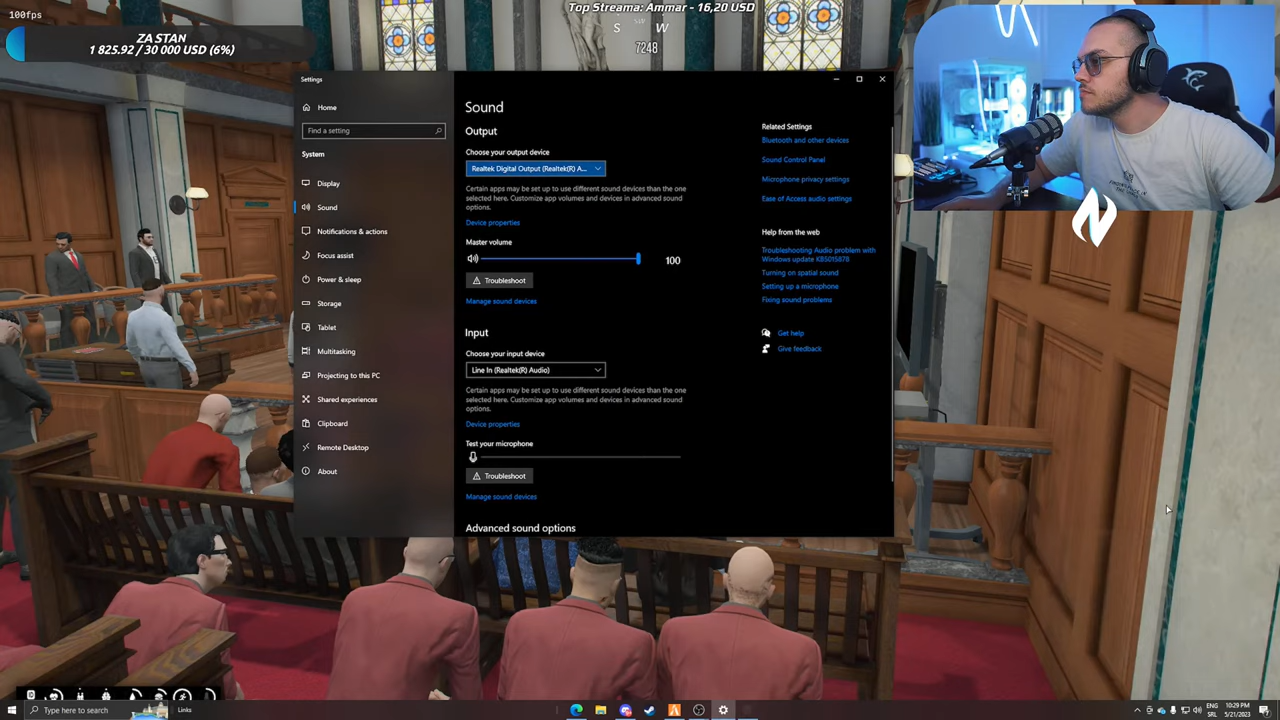 100fps
Top Streama: Ammar - 16,20 USD
ZA STAN
1 825.92 / 30 000 USD (6%)
SW
S W
7248
Settings
Home
Find a setting
System
Display
Sound
Notifications & actions
Focus assist
Power & sleep
Storage
Tablet
Multitasking
Projecting to this PC
Shared experiences
Clipboard
Remote Desktop
About
Sound
Output
Choose your output device
Realtek Digital Output (Realtek(R) A...
Certain apps may be set up to use different sound devices than the one
selected here. Customize app volumes and devices in advanced sound
options.
Device properties
Master volume
100
Troubleshoot
Manage sound devices
Input
Choose your input device
Line In (Realtek(R) Audio)
Certain apps may be set up to use different sound devices than the one
selected here. Customize app volumes and devices in advanced sound
options.
Device properties
Test your microphone
Troubleshoot
Manage sound devices
Advanced sound options
Related Settings
Bluetooth and other devices
Sound Control Panel
Microphone privacy settings
Ease of Access audio settings
Help from the web
Troubleshooting Audio problem with
Windows update KB5015878
Turning on spatial sound
Setting up a microphone
Fixing sound problems
Get help
Give feedback
Type here to search
Links
ENG
SRL
10:29 PM
5/21/2023